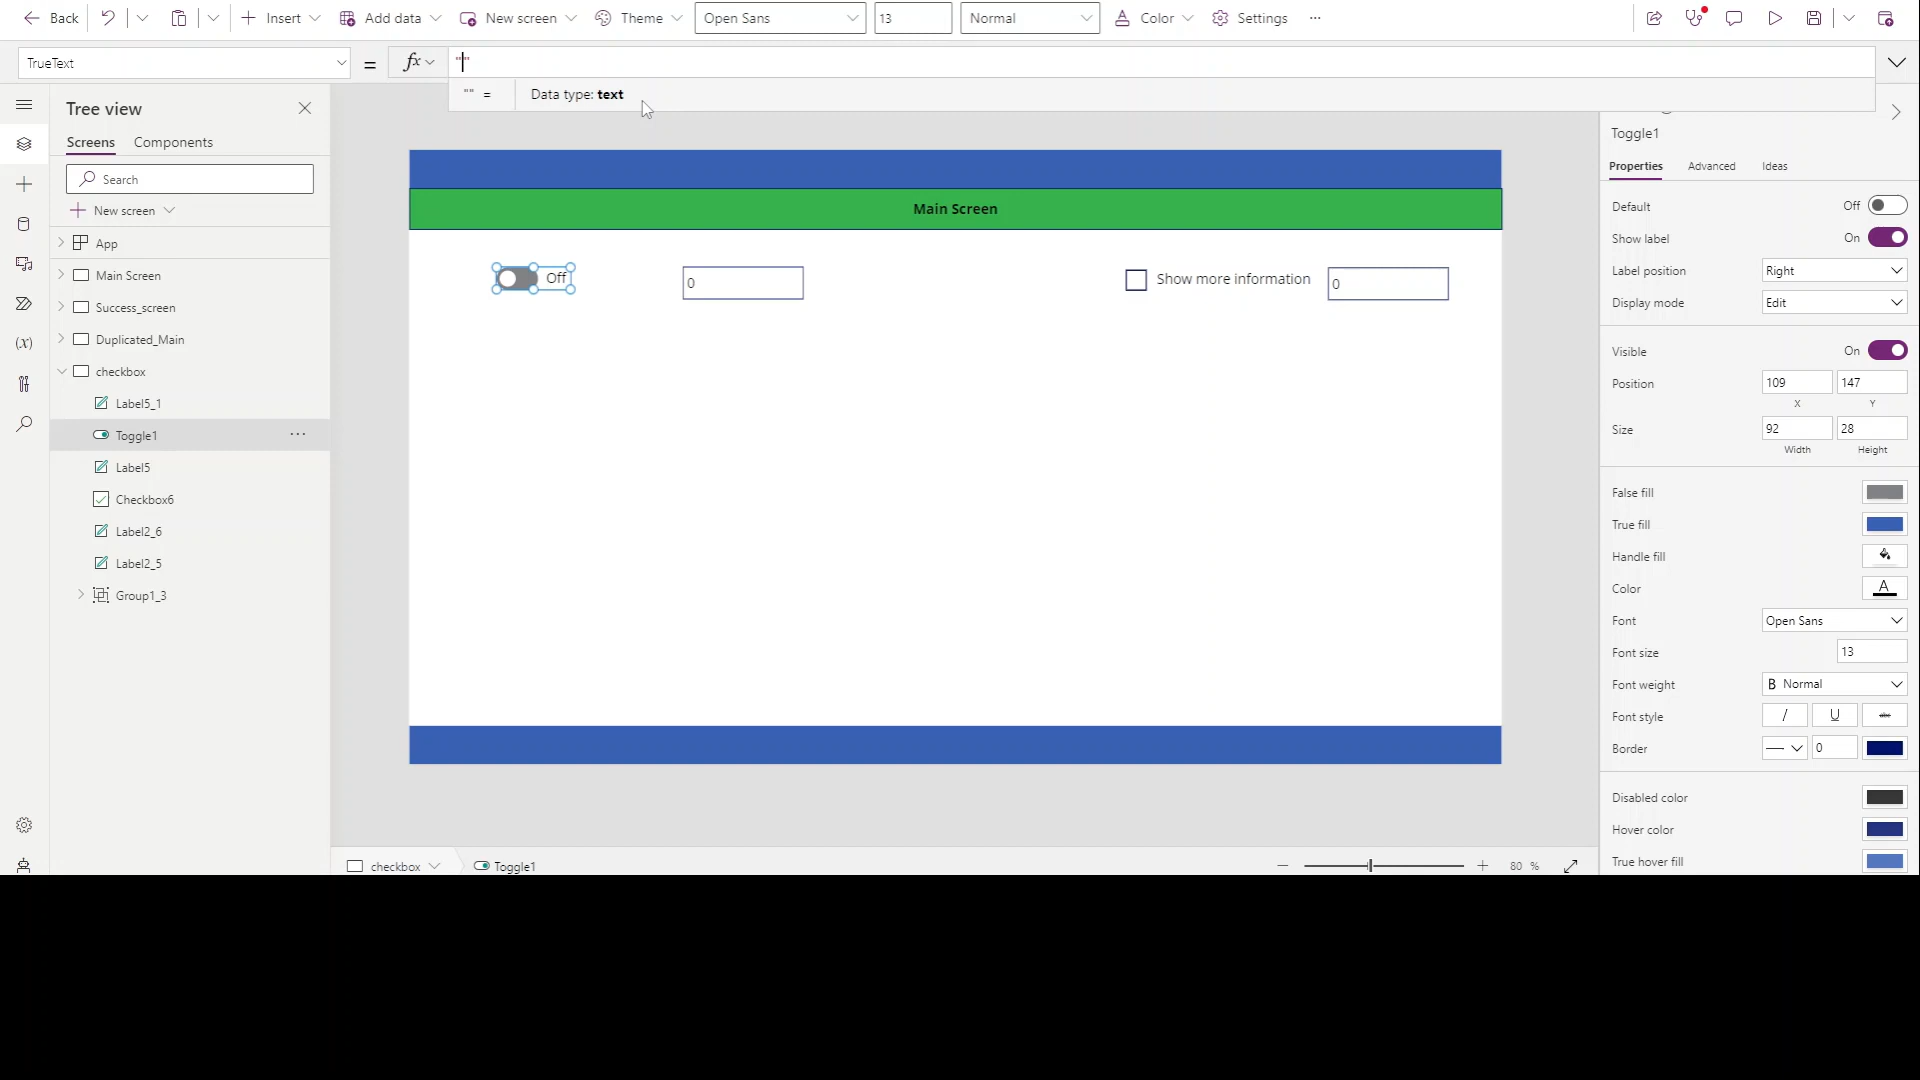 Back
Insert
Add data
New screen
Theme
Open Sans
13
Normal
Color
Settings
···
TrueText
=
fx
""
"" =
Data type: text
Tree view
Screens
Components
Search
New screen
App
Main Screen
Success_screen
Duplicated_Main
checkbox
Label5_1
Toggle1
···
Label5
Checkbox6
Label2_6
Label2_5
Group1_3
(x)
Main Screen
Off
0
Show more information
0
Toggle1
Properties
Advanced
Ideas
Default
Off
Show label
On
Label position
Right
Display mode
Edit
Visible
On
Position
109
147
X
Y
Size
92
28
Width
Height
False fill
True fill
Handle fill
Color
A
Font
Open Sans
Font size
13
Font weight
B Normal
Font style
/
U
abc
Border
0
Disabled color
Hover color
True hover fill
checkbox
Toggle1
80 %